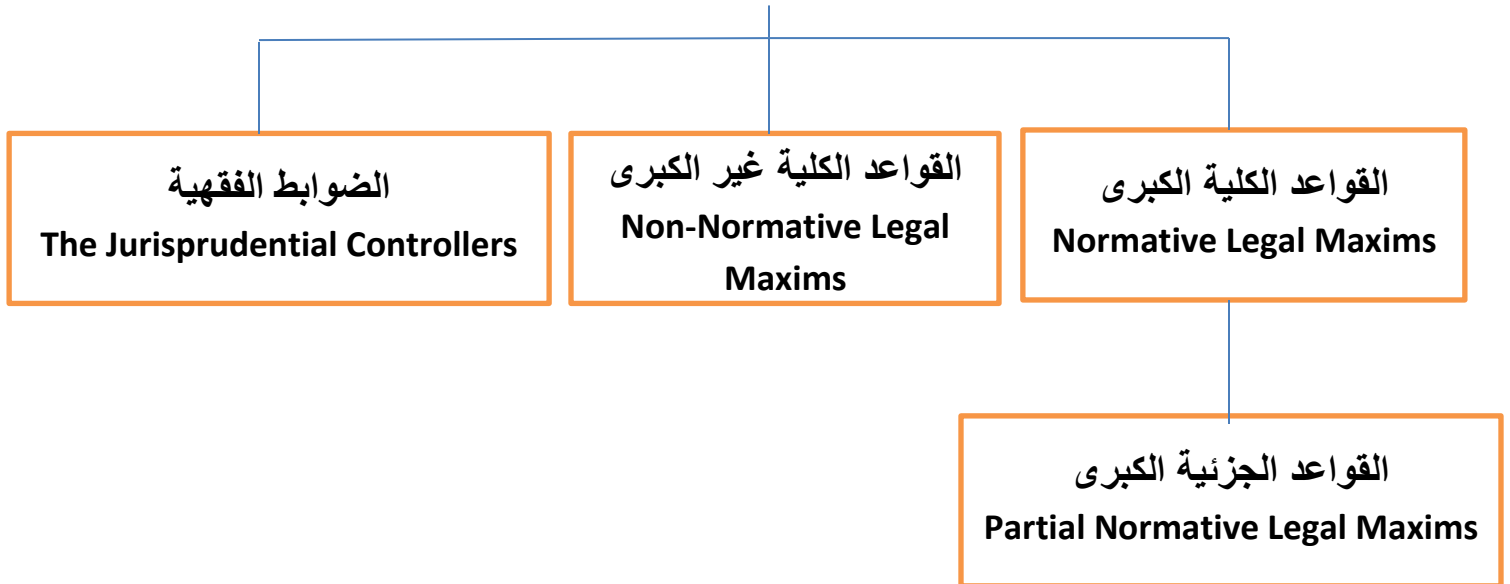 القواعد الكلية الكبرى
Normative Legal Maxims
القواعد الكلية غير الكبرى
Non-Normative Legal
Maxims
الضوابط الفقهية
The Jurisprudential Controllers
القواعد الجزئية الكبرى
Partial Normative Legal Maxims